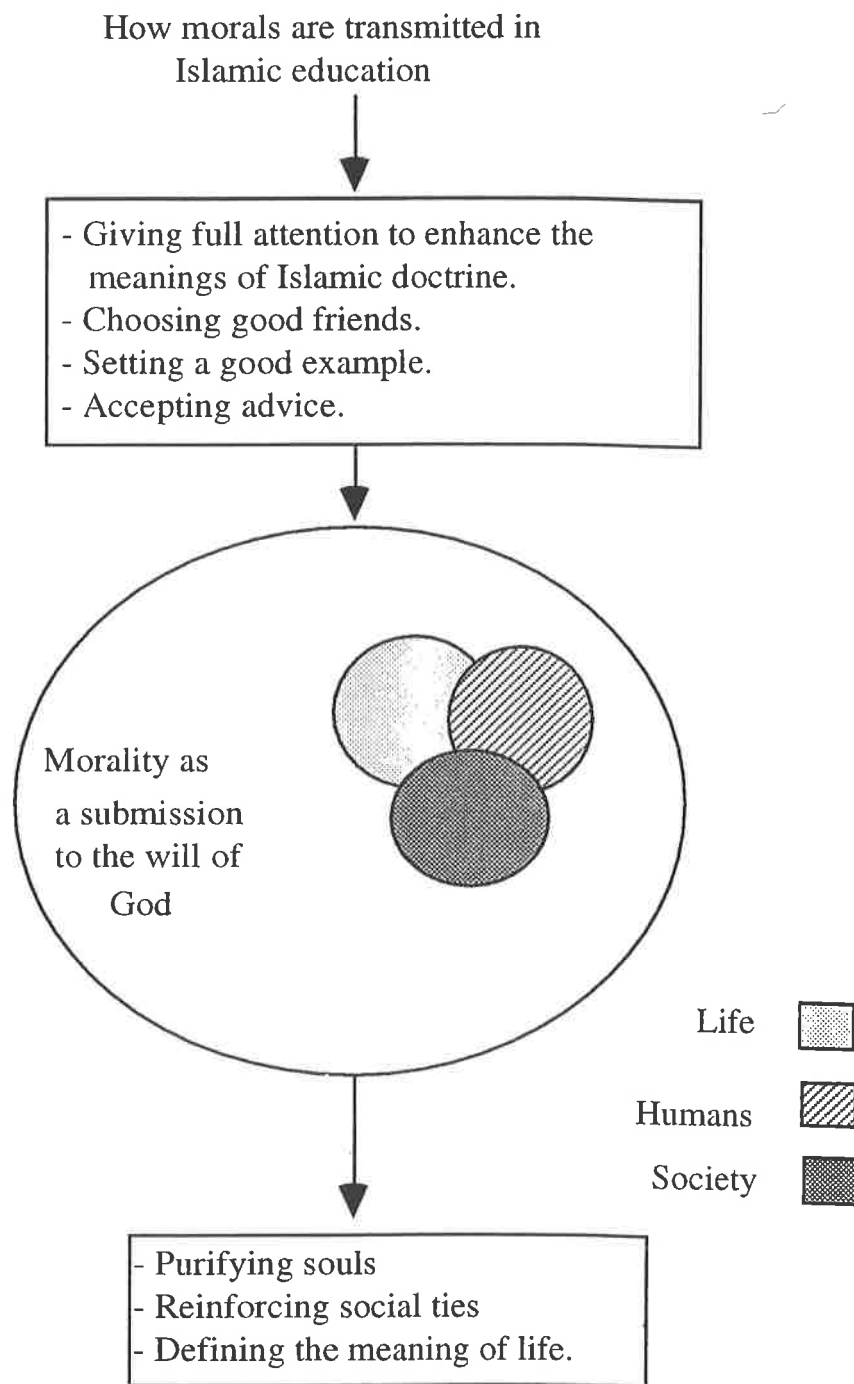 How morals are transmitted in
Islamic education
- Giving full attention to enhance the
meanings of Islamic doctrine.
- Choosing good friends.
- Setting a good example.
- Accepting advice.
Morality as
a submission
to the will of
God
Life
Humans
Society
- Purifying souls
- Reinforcing social ties
- Defining the meaning of life.